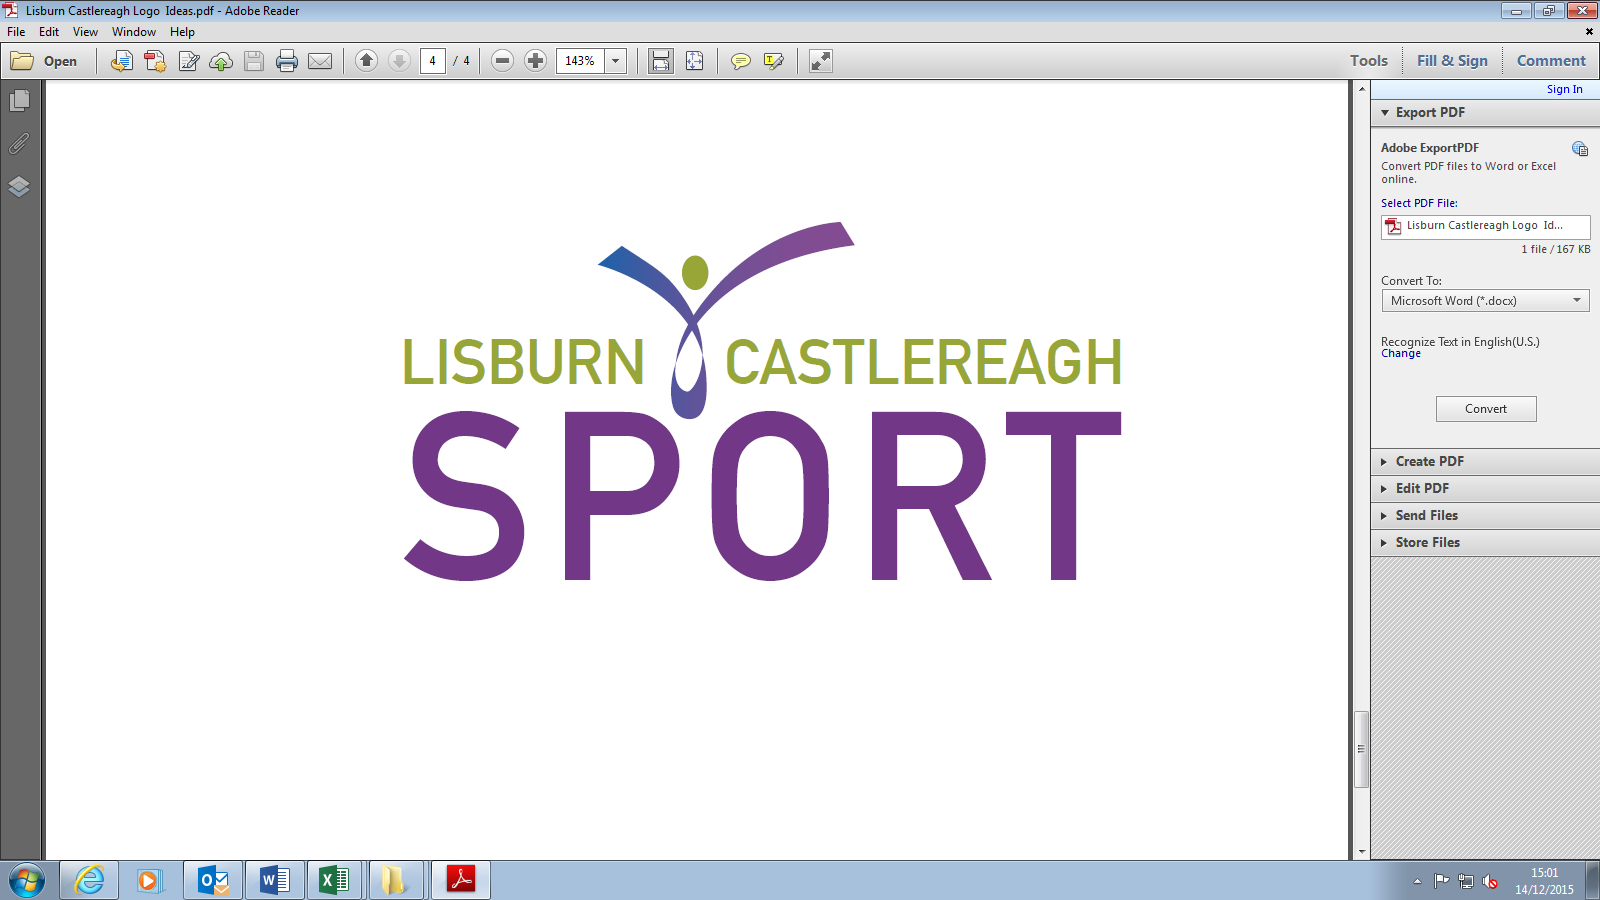 Lisburn Castlereagh Logo  Ideas.pdf - Adobe Reader
File Edit View Window Help
Open 4 / 4 143% Tools Fill & Sign Comment
Sign In
Export PDF
Adobe ExportPDF
Convert PDF files to Word or Excel
online.
Select PDF File:
Lisburn Castlereagh Logo  Id...
1 file / 167 KB
Convert To:
Microsoft Word (*.docx)
Recognize Text in English(U.S.)
Change
Convert
Create PDF
Edit PDF
Send Files
Store Files
LISBURN CASTLEREAGH
SPORT
15:01
14/12/2015